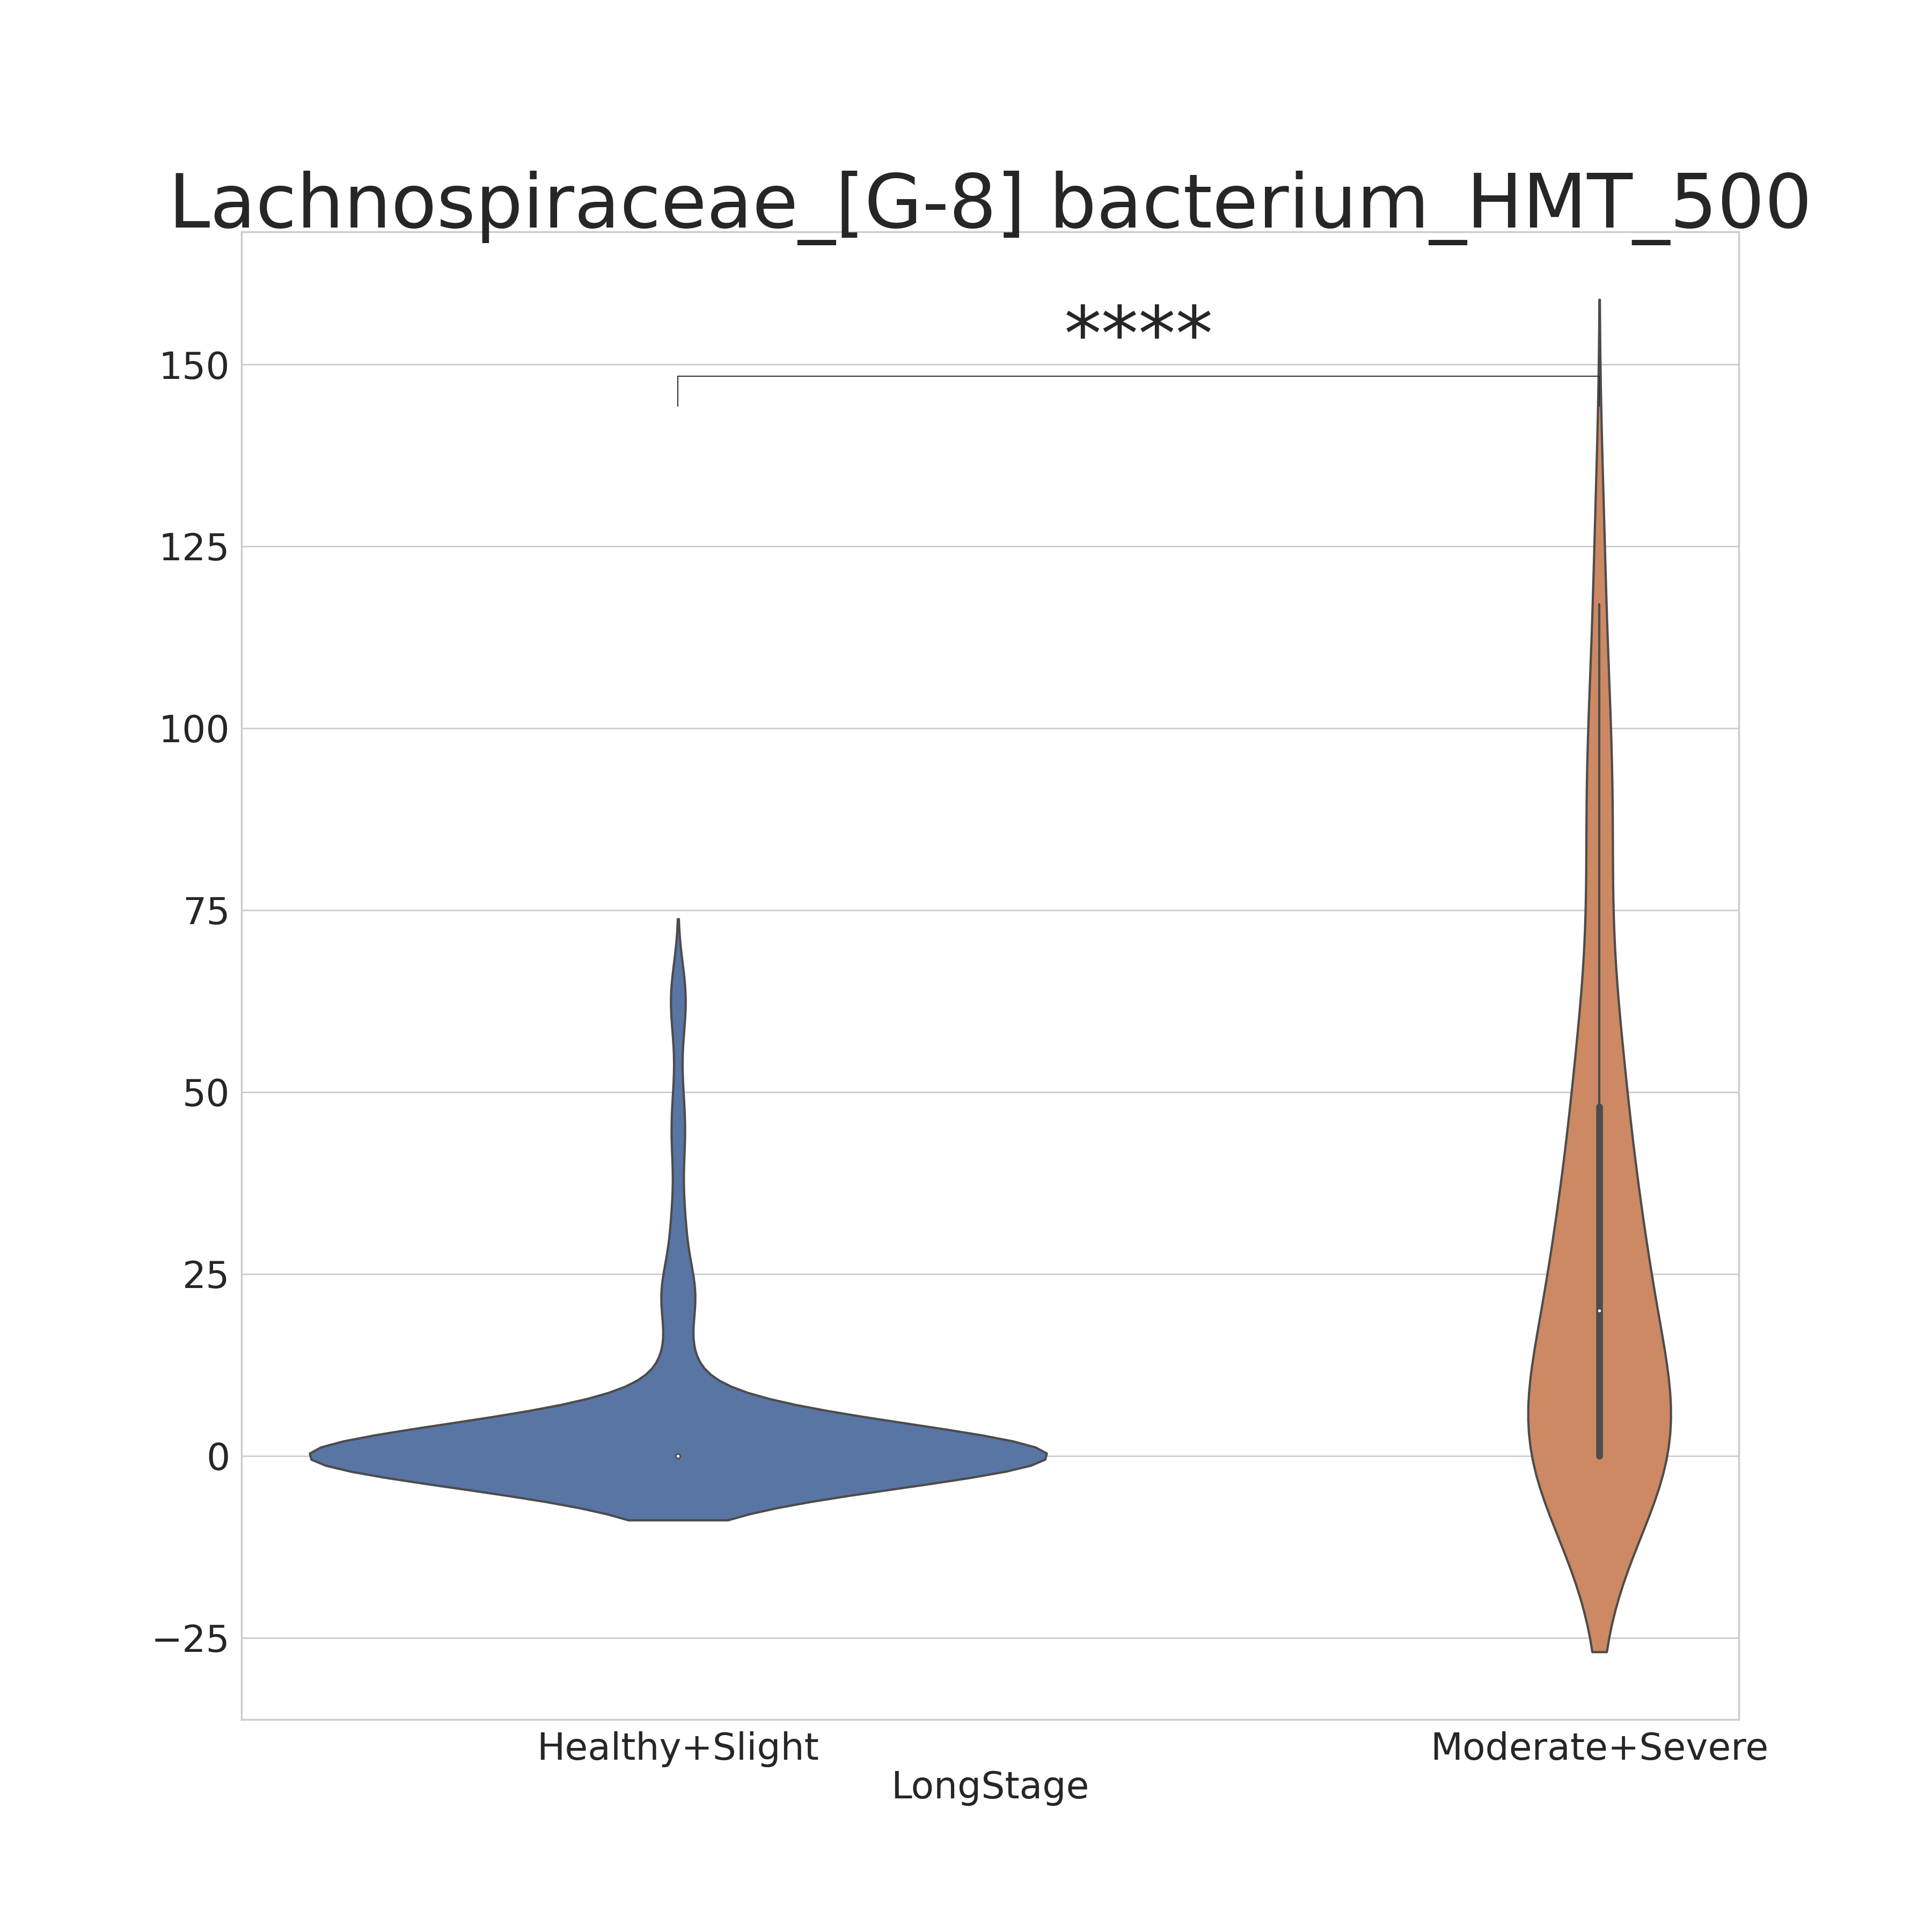 Lachnospiraceae_[G-8] bacterium_HMT_500
****
150
125
100
75
50
25
0
−25
Healthy+Slight
Moderate+Severe
LongStage